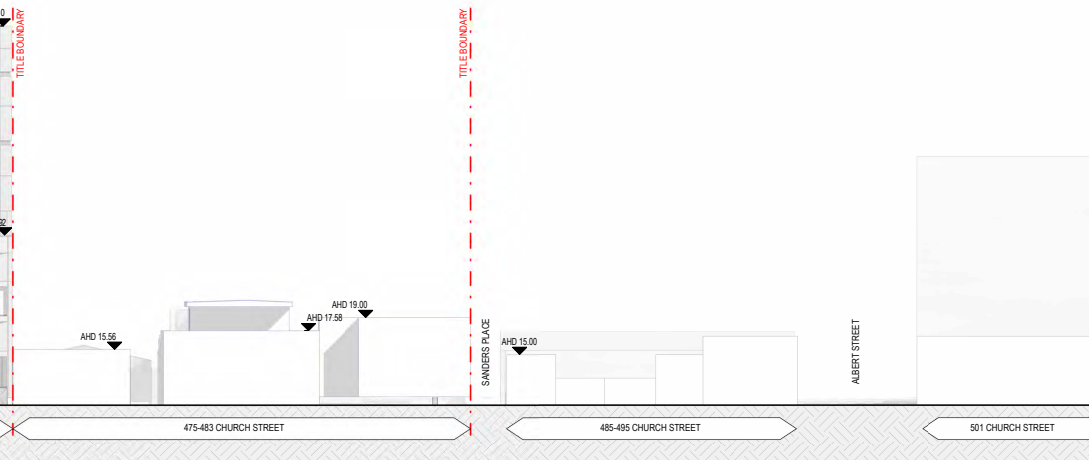 TITLE BOUNDARY
TITLE BOUNDARY
AHD 19.00
AHD 17.58
AHD 15.56
AHD 15.00
SANDERS PLACE
ALBERT STREET
475-483 CHURCH STREET
485-495 CHURCH STREET
501 CHURCH STREET